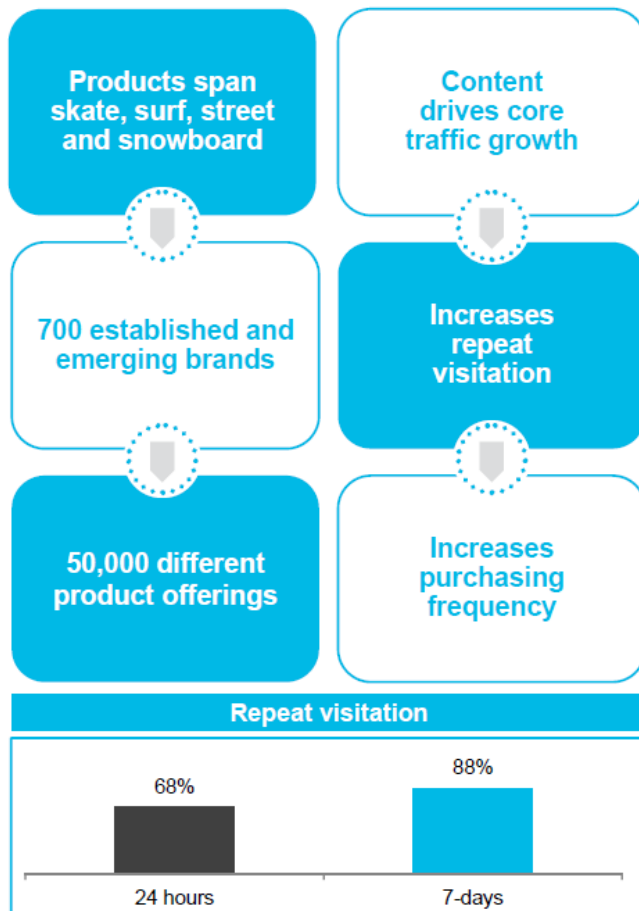 Products span
skate, surf, street
and snowboard
700 established and
emerging brands
50,000 different
product offerings
Content
drives core
traffic growth
Increases
repeat
visitation
Increases
purchasing
frequency
Repeat visitation
68%
88%
24 hours
7-days